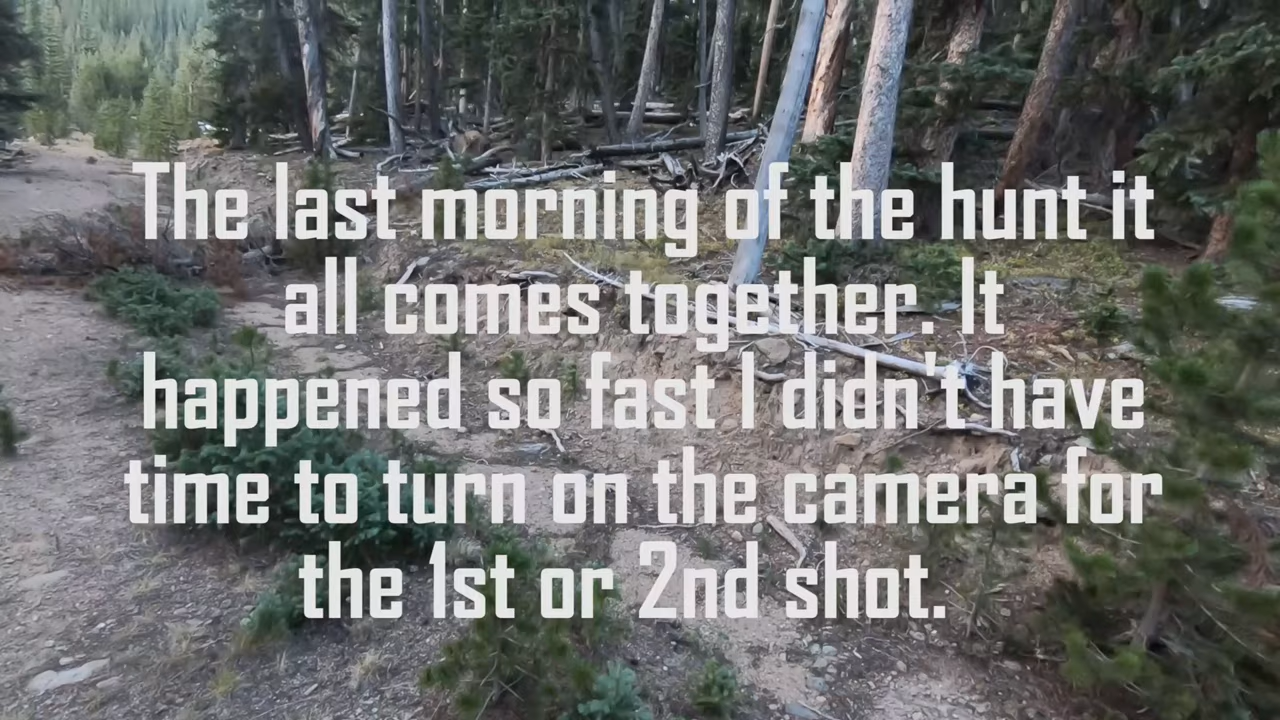 The last morning of the hunt it
all comes together. It
happened so fast I didn't have
time to turn on the camera for
the 1st or 2nd shot.